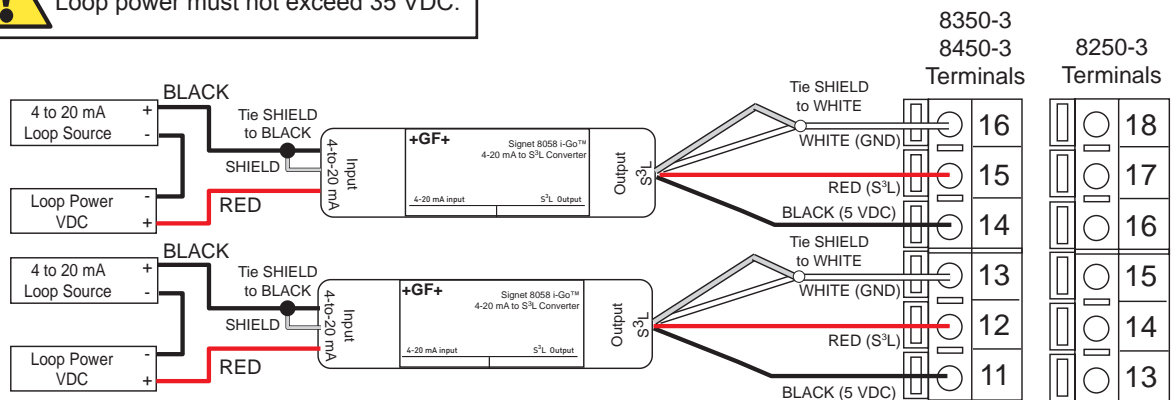 Loop power must not exceed 35 VDC.
8350-3
8450-3
Terminals
8250-3
Terminals
BLACK
4 to 20 mA
Loop Source
+
-
Tie SHIELD
to BLACK
SHIELD
Loop Power
VDC
-
+
RED
4-to-20 mA
Input
+GF+
Signet 8058 i-Go™
4-20 mA to S³L Converter
4-20 mA input
S³L Output
Output
S³L
Tie SHIELD
to WHITE
WHITE (GND)
RED (S³L)
BLACK (5 VDC)
16
15
14
18
17
16
BLACK
4 to 20 mA
Loop Source
+
-
Tie SHIELD
to BLACK
SHIELD
Loop Power
VDC
-
+
RED
4-to-20 mA
Input
+GF+
Signet 8058 i-Go™
4-20 mA to S³L Converter
4-20 mA input
S³L Output
Output
S³L
Tie SHIELD
to WHITE
WHITE (GND)
RED (S³L)
BLACK (5 VDC)
13
12
11
15
14
13